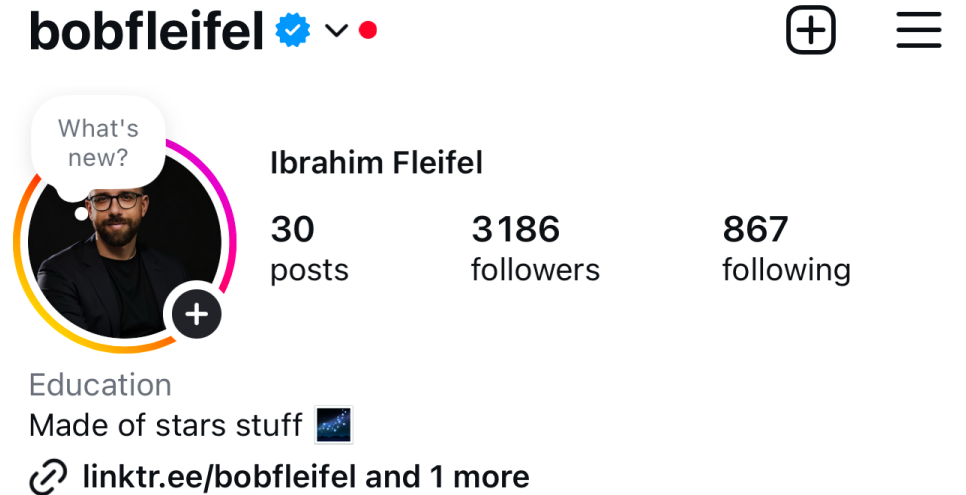 bobfleifel
What's
new?
Ibrahim Fleifel
30 3186 867
posts followers following
Education
Made of stars stuff 🌌
linktr.ee/bobfleifel and 1 more